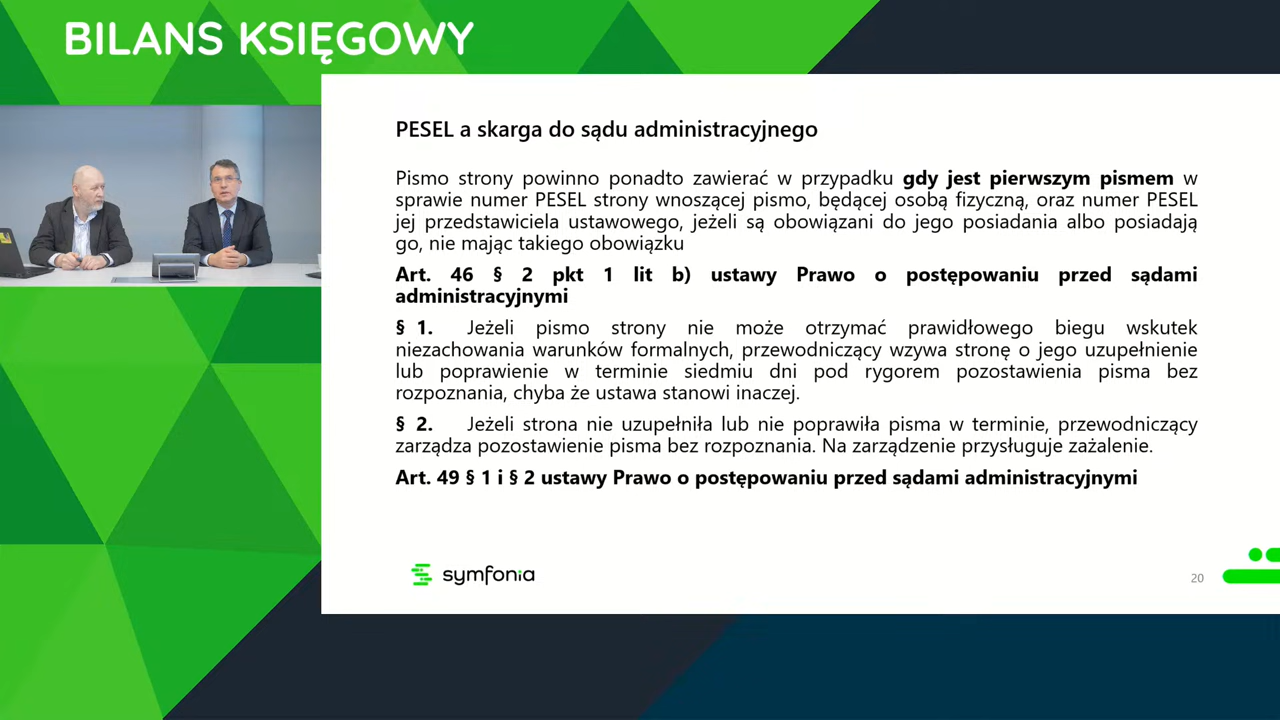 BILANS KSIĘGOWY
PESEL a skarga do sądu administracyjnego
Pismo strony powinno ponadto zawierać w przypadku gdy jest pierwszym pismem w
sprawie numer PESEL strony wnoszącej pismo, będącej osobą fizyczną, oraz numer PESEL
jej przedstawiciela ustawowego, jeżeli są obowiązani do jego posiadania albo posiadają
go, nie mając takiego obowiązku
Art. 46 § 2 pkt 1 lit b) ustawy Prawo o postępowaniu przed sądami
administracyjnymi
§ 1. Jeżeli pismo strony nie może otrzymać prawidłowego biegu wskutek
niezachowania warunków formalnych, przewodniczący wzywa stronę o jego uzupełnienie
lub poprawienie w terminie siedmiu dni pod rygorem pozostawienia pisma bez
rozpoznania, chyba że ustawa stanowi inaczej.
§ 2. Jeżeli strona nie uzupełniła lub nie poprawiła pisma w terminie, przewodniczący
zarządza pozostawienie pisma bez rozpoznania. Na zarządzenie przysługuje zażalenie.
Art. 49 § 1 i § 2 ustawy Prawo o postępowaniu przed sądami administracyjnymi
symfonia
20